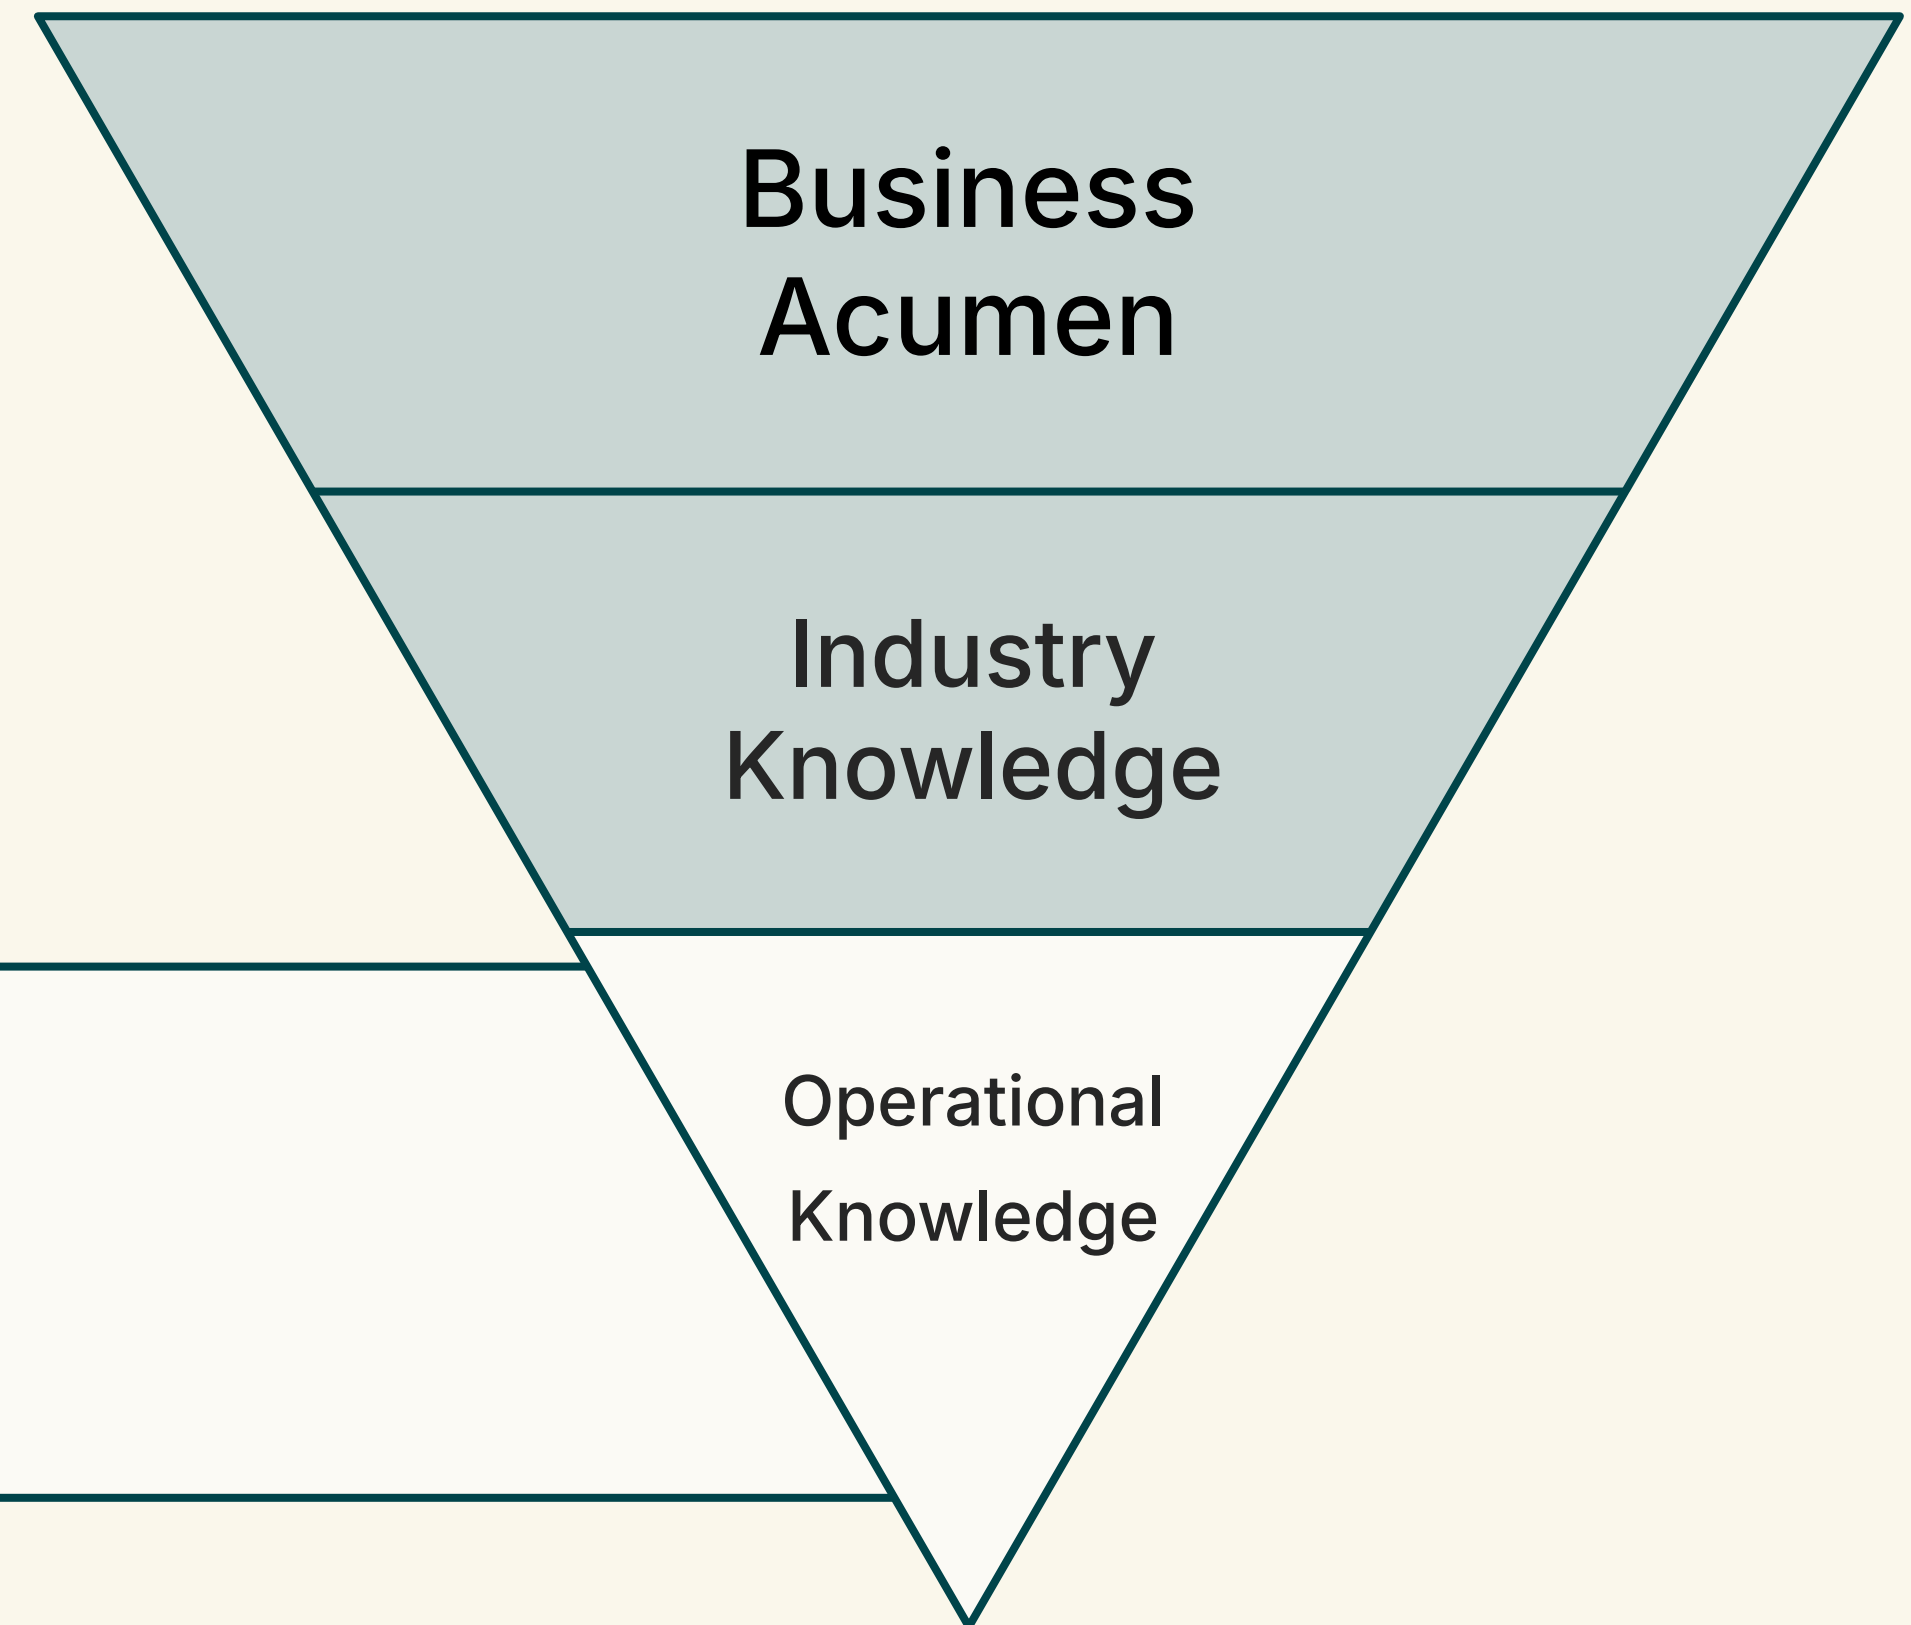 Business
Acumen
Industry
Knowledge
Operational
Knowledge